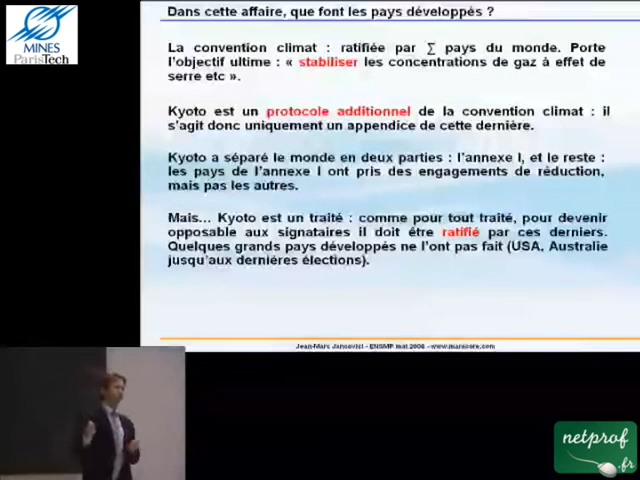 Dans cette affaire, que font les pays développés ?
MINES
ParisTech
La convention climat : ratifiée par ∑ pays du monde. Porte
l'objectif ultime : « stabiliser les concentrations de gaz à effet de
serre etc ».
Kyoto est un protocole additionnel de la convention climat : il
s'agit donc uniquement un appendice de cette dernière.
Kyoto a séparé le monde en deux parties : l'annexe I, et le reste :
les pays de l'annexe I ont pris des engagements de réduction,
mais pas les autres.
Mais... Kyoto est un traité : comme pour tout traité, pour devenir
opposable aux signataires il doit être ratifié par ces derniers.
Quelques grands pays développés ne l'ont pas fait (USA, Australie
jusqu'aux dernières élections).
Jean-Marc Jancovici - ENSMP mai 2008 - www.manicore.com
netprof
.fr